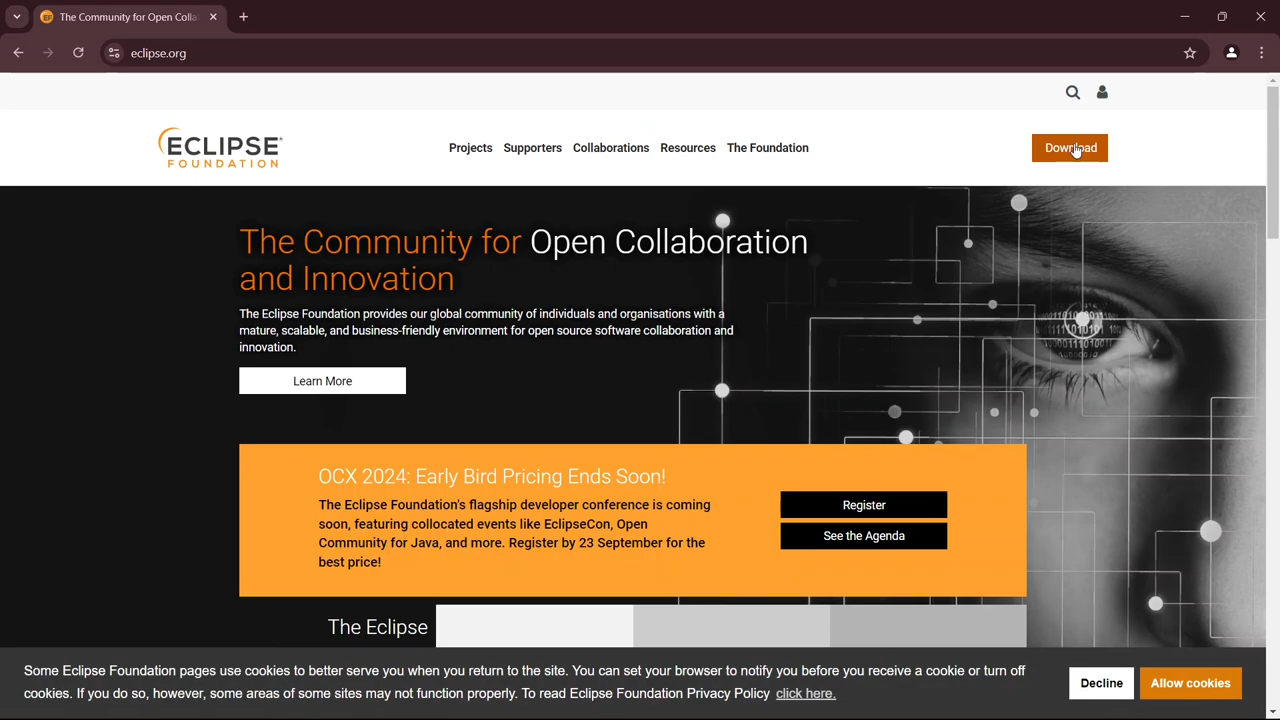 The Community for Open Colla
eclipse.org
ECLIPSE
FOUNDATION
Projects Supporters Collaborations Resources The Foundation
Download
The Community for Open Collaboration
and Innovation
The Eclipse Foundation provides our global community of individuals and organisations with a
mature, scalable, and business-friendly environment for open source software collaboration and
innovation.
Learn More
OCX 2024: Early Bird Pricing Ends Soon!
The Eclipse Foundation's flagship developer conference is coming
soon, featuring collocated events like EclipseCon, Open
Community for Java, and more. Register by 23 September for the
best price!
Register
See the Agenda
The Eclipse
Some Eclipse Foundation pages use cookies to better serve you when you return to the site. You can set your browser to notify you before you receive a cookie or turn off
cookies. If you do so, however, some areas of some sites may not function properly. To read Eclipse Foundation Privacy Policy click here.
Decline
Allow cookies